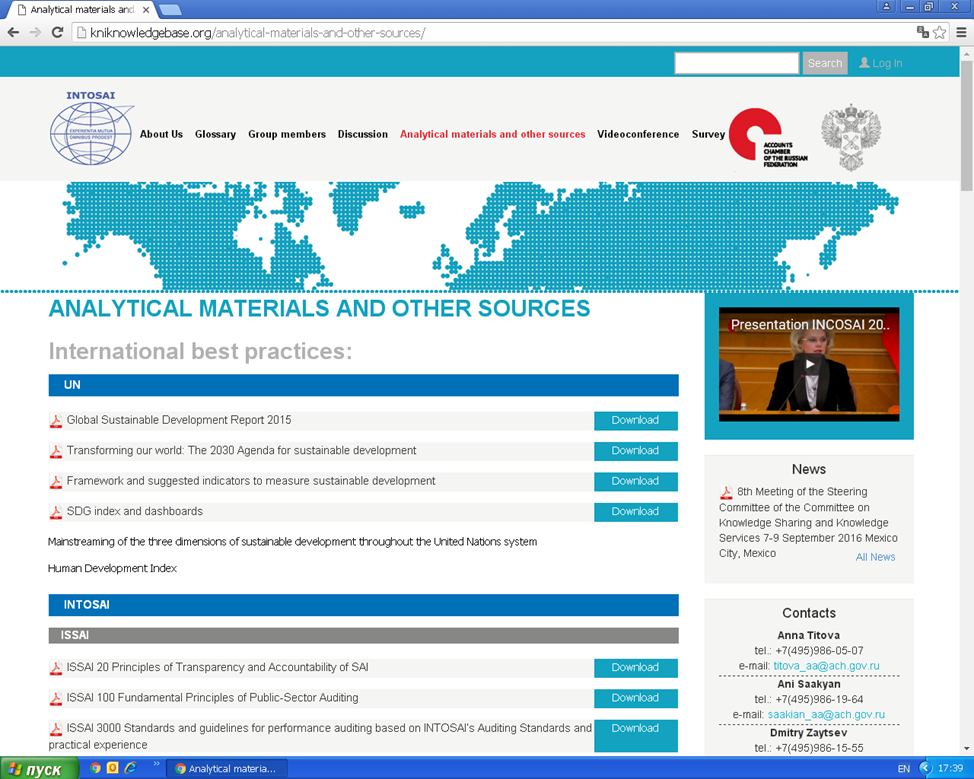 Analytical materials and
kniknowledgebase.org/analytical-materials-and-other-sources/
Search
Log In
INTOSAI
EXPERIENTIA MUTUA
OMNIBUS PRODEST
About Us Glossary Group members Discussion Analytical materials and other sources Videoconference Survey
ACCOUNTS
CHAMBER
OF THE RUSSIAN
FEDERATION
ANALYTICAL MATERIALS AND OTHER SOURCES
International best practices:
UN
Global Sustainable Development Report 2015 Download
Transforming our world: The 2030 Agenda for sustainable development Download
Framework and suggested indicators to measure sustainable development Download
SDG index and dashboards Download
Mainstreaming of the three dimensions of sustainable development throughout the United Nations system
Human Development Index
INTOSAI
ISSAI
ISSAI 20 Principles of Transparency and Accountability of SAI Download
ISSAI 100 Fundamental Principles of Public-Sector Auditing Download
ISSAI 3000 Standards and guidelines for performance auditing based on INTOSAI's Auditing Standards and Download
practical experience
Presentation INCOSAI 20..
News
8th Meeting of the Steering
Committee of the Committee on
Knowledge Sharing and Knowledge
Services 7-9 September 2016 Mexico
City, Mexico
All News
Contacts
Anna Titova
tel.: +7(495)986-05-07
e-mail: titova_aa@ach.gov.ru
Ani Saakyan
tel.: +7(495)986-19-64
e-mail: saakian_aa@ach.gov.ru
Dmitry Zaytsev
tel.: +7(495)986-15-55
пуск
Analytical materia...
EN
17:39